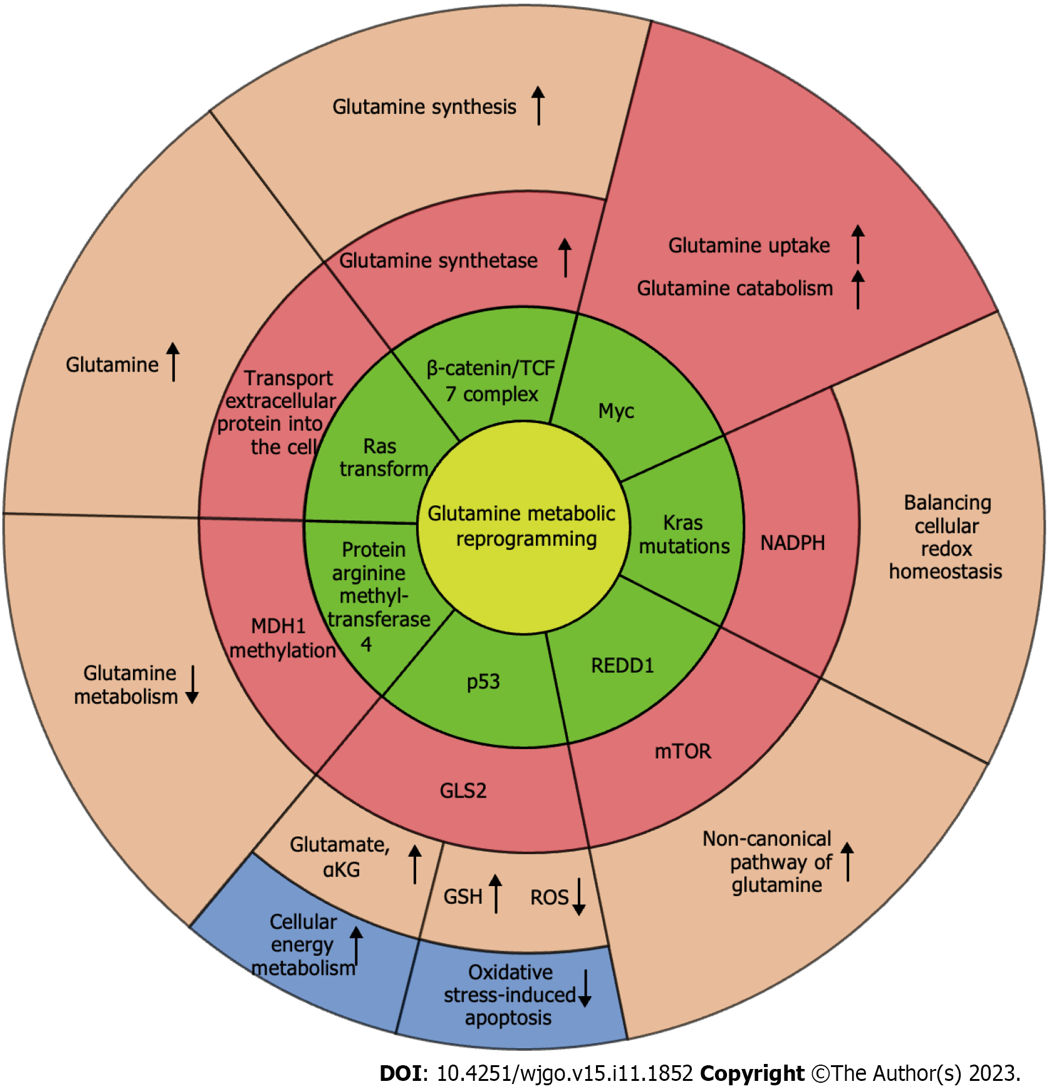 Glutamine synthesis
Glutamine uptake
Glutamine catabolism
Glutamine synthetase
Glutamine
Transport
extracellular
protein into
the cell
β-catenin/TCF
7 complex
Myc
Ras
transform
Glutamine metabolic
reprogramming
Kras
mutations
NADPH
Balancing
cellular
redox
homeostasis
Protein
arginine
methyl-
transferase
4
MDH1
methylation
Glutamine
metabolism
p53
REDD1
mTOR
GLS2
Non-canonical
pathway of
glutamine
Glutamate,
αKG
GSH
ROS
Cellular
energy
metabolism
Oxidative
stress-induced
apoptosis
DOI: 10.4251/wjgo.v15.i11.1852 Copyright ©The Author(s) 2023.